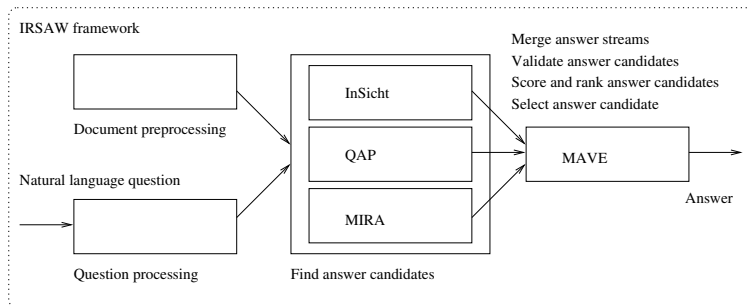 IRSAW framework
Merge answer streams
Validate answer candidates
Score and rank answer candidates
Select answer candidate
InSicht
Document preprocessing
QAP
MAVE
Natural language question
Answer
MIRA
Question processing
Find answer candidates